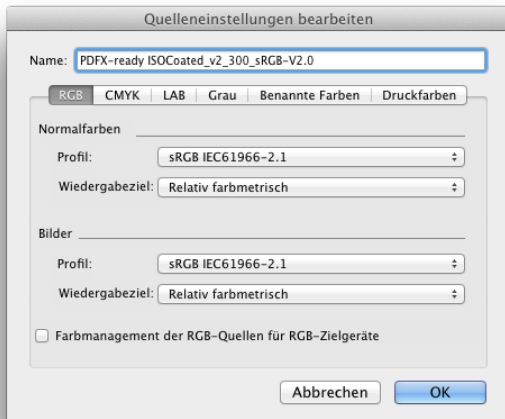 Quelleneinstellungen bearbeiten
Name: PDFX-ready ISOCoated_v2_300_sRGB-V2.0
RGB CMYK LAB Grau Benannte Farben Druckfarben
Normalfarben
Profil: sRGB IEC61966-2.1
Wiedergabeziel: Relativ farbmetrisch
Bilder
Profil: sRGB IEC61966-2.1
Wiedergabeziel: Relativ farbmetrisch
Farbmanagement der RGB-Quellen für RGB-Zielgeräte
Abbrechen OK